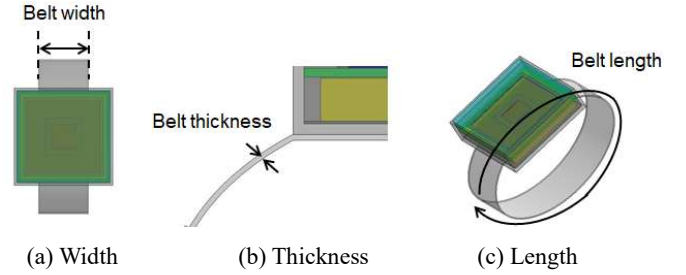 Belt width
Belt thickness
Belt length
(a) Width
(b) Thickness
(c) Length